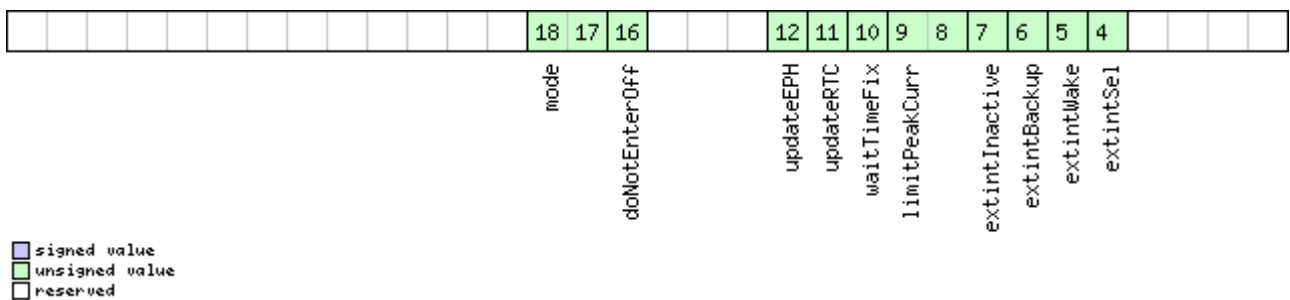 18 17 16 12 11 10 9 8 7 6 5 4
mode
doNotEnterOff
updateEPH
updateRTC
waitTimeFix
limitPeakCurr
extintInactive
extintBackup
extintWake
extintSel
signed value
unsigned value
reserved